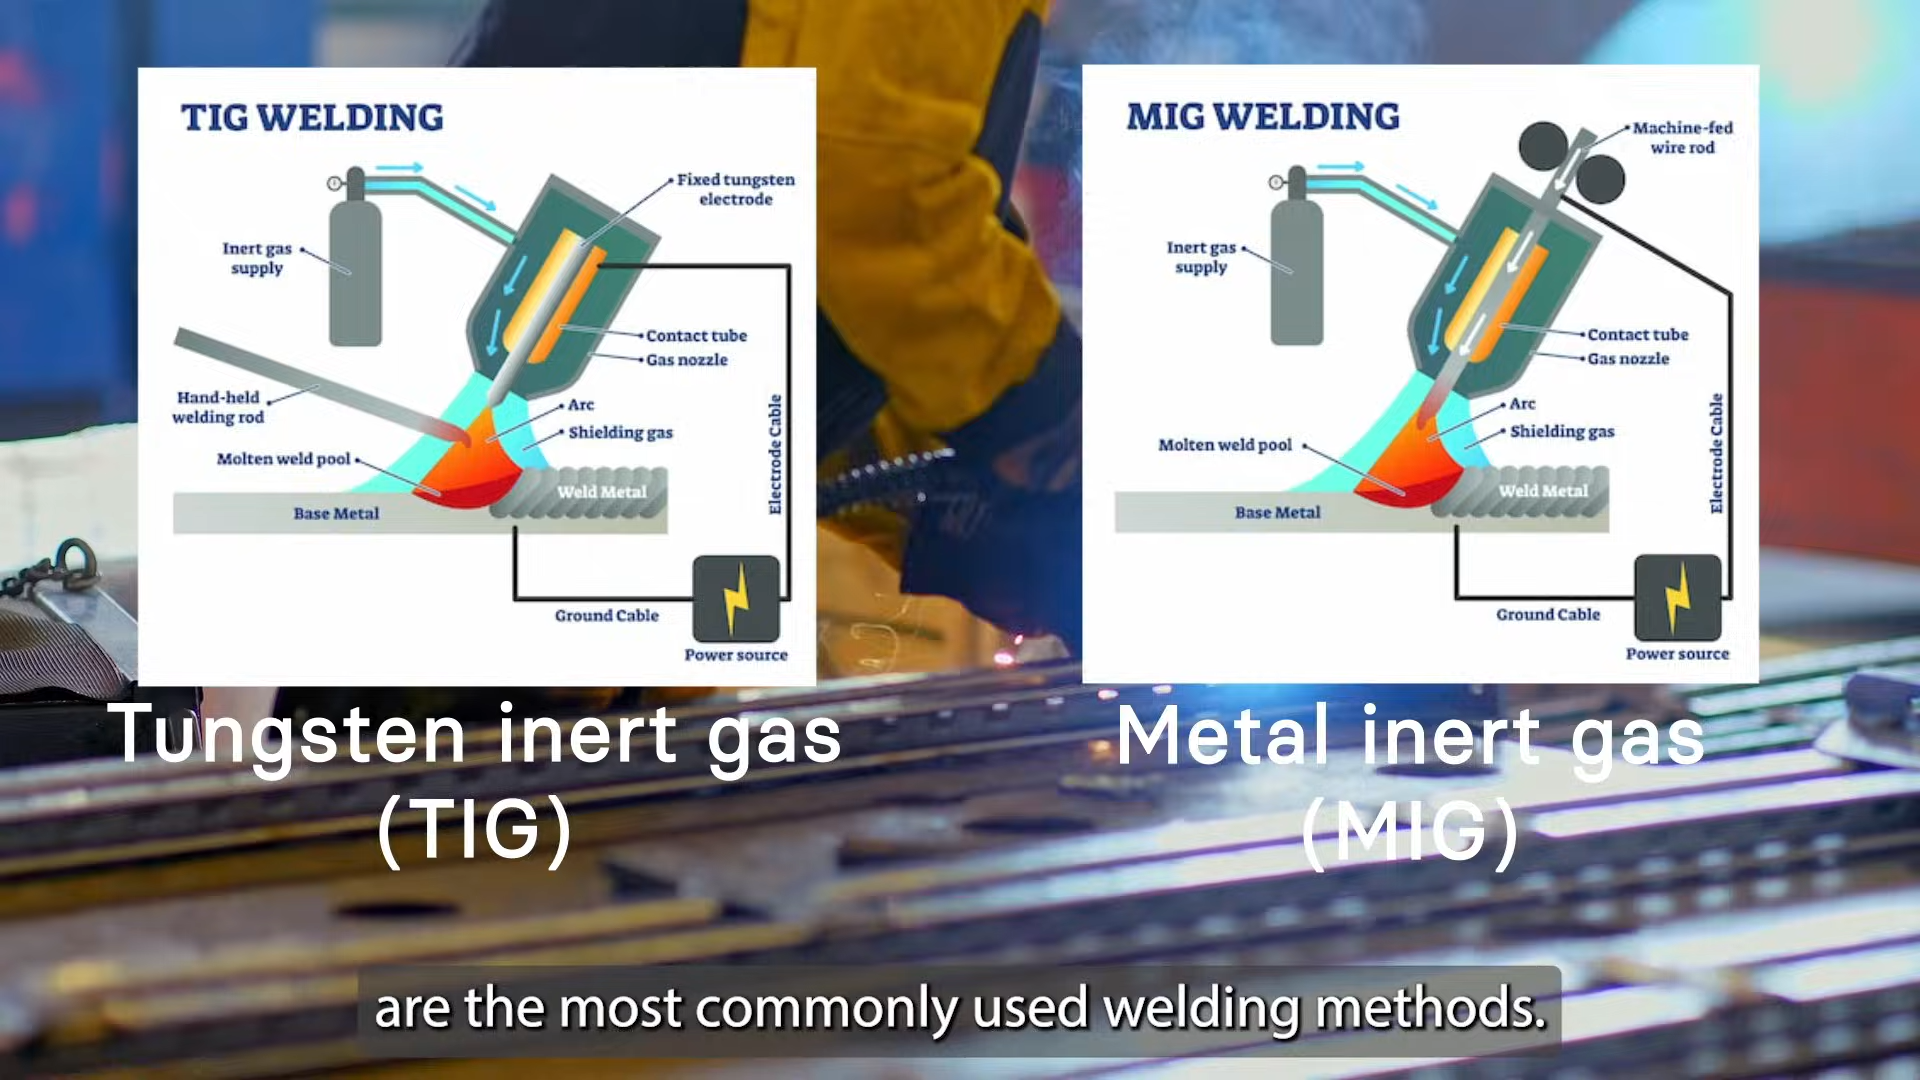 TIG WELDING
Fixed tungsten
electrode
Inert gas
supply
Contact tube
Gas nozzle
Hand-held
welding rod
Arc
Shielding gas
Molten weld pool
Electrode Cable
Weld Metal
Base Metal
Ground Cable
Power source
MIG WELDING
Machine-fed
wire rod
Inert gas
supply
Contact tube
Gas nozzle
Arc
Shielding gas
Molten weld pool
Electrode Cable
Weld Metal
Base Metal
Ground Cable
Power source
Tungsten inert gas
(TIG)
Metal inert gas
(MIG)
are the most commonly used welding methods.